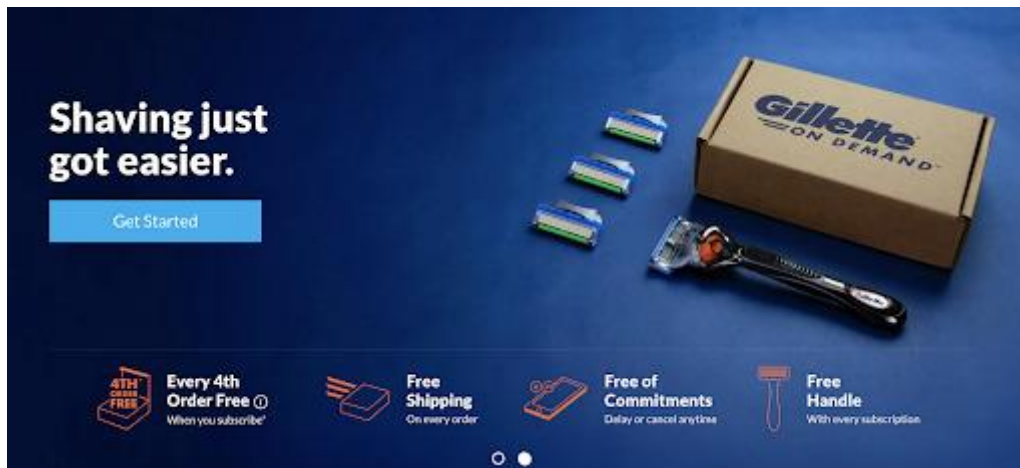 Shaving just
got easier.
Get Started
Gillette
ON DEMAND™
4TH
ORDER
FREE
Every 4th
Order Free ⓘ
When you subscribe*
Free
Shipping
On every order
Free of
Commitments
Delay or cancel anytime
Free
Handle
With every subscription